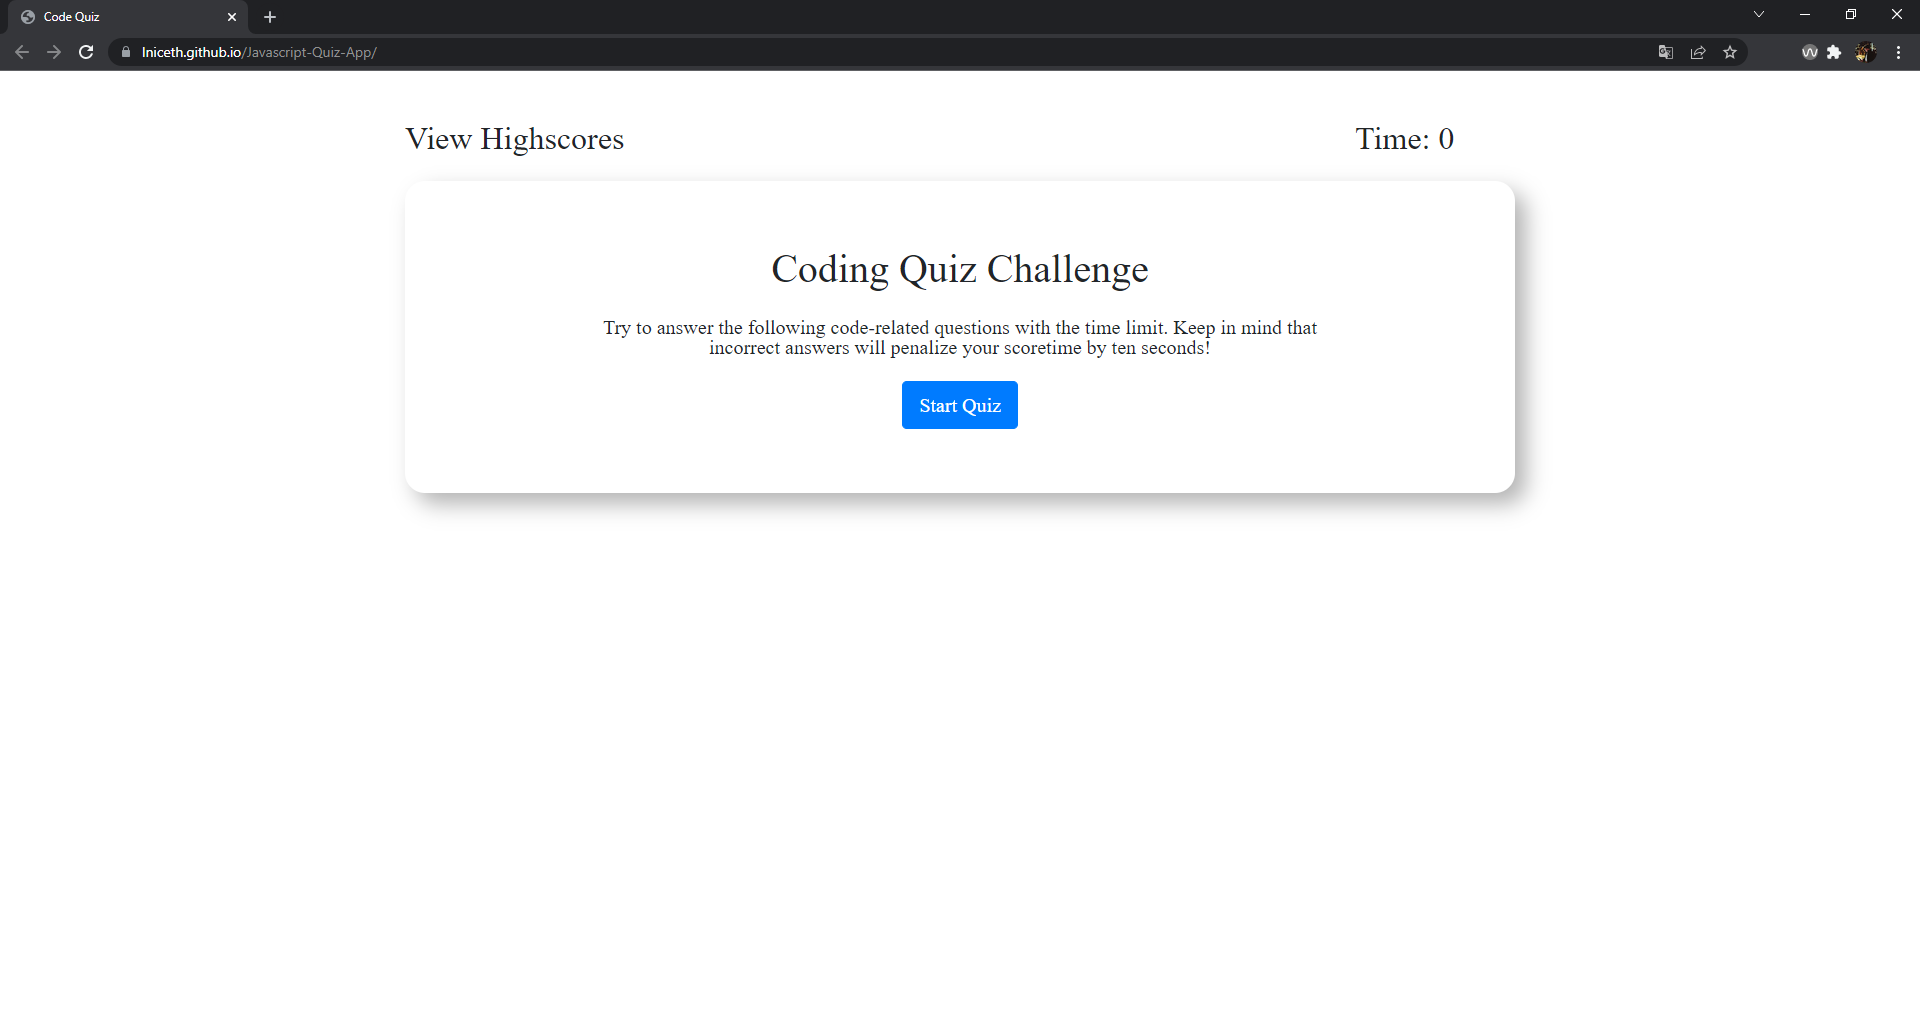 Code Quiz
lniceth.github.io/Javascript-Quiz-App/
View Highscores
Time: 0
Coding Quiz Challenge
Try to answer the following code-related questions with the time limit. Keep in mind that
incorrect answers will penalize your scoretime by ten seconds!
Start Quiz